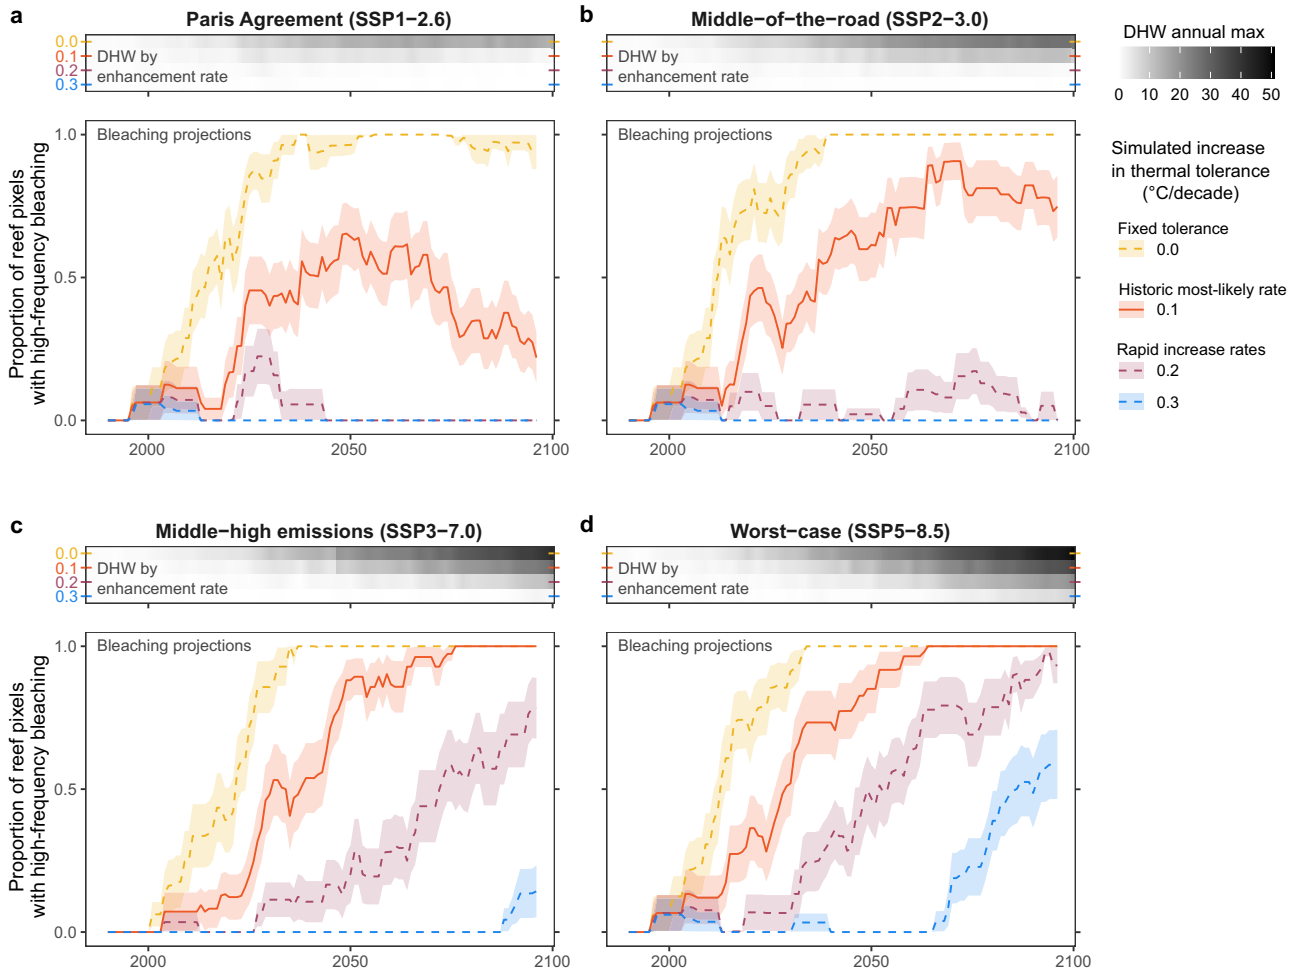 a
Paris Agreement (SSP1−2.6)
0.0
0.1
0.2
0.3
DHW by
enhancement rate
Bleaching projections
1.0
0.5
0.0
Proportion of reef pixels
with high-frequency bleaching
2000
2050
2100
b
Middle−of−the−road (SSP2−3.0)
DHW by
enhancement rate
Bleaching projections
2000
2050
2100
DHW annual max
0 10 20 30 40 50
Simulated increase
in thermal tolerance
(°C/decade)
Fixed tolerance
0.0
Historic most-likely rate
0.1
Rapid increase rates
0.2
0.3
c
Middle−high emissions (SSP3−7.0)
0.0
0.1
0.2
0.3
DHW by
enhancement rate
Bleaching projections
1.0
0.5
0.0
Proportion of reef pixels
with high-frequency bleaching
2000
2050
2100
d
Worst−case (SSP5−8.5)
DHW by
enhancement rate
Bleaching projections
2000
2050
2100